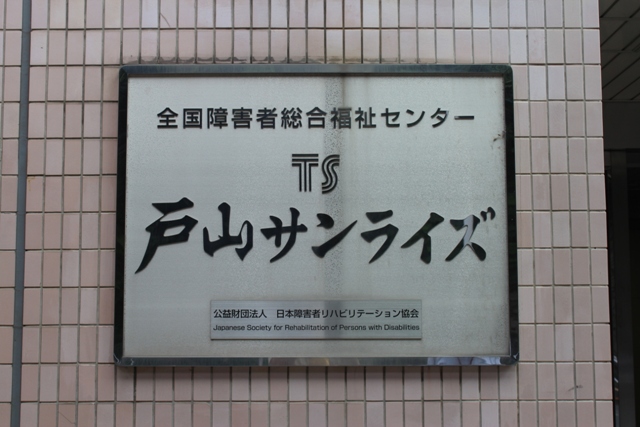 全国障害者総合福祉センター
TS
戸山サンライズ
公益財団法人 日本障害者リハビリテーション協会
Japanese Society for Rehabilitation of Persons with Disabilities